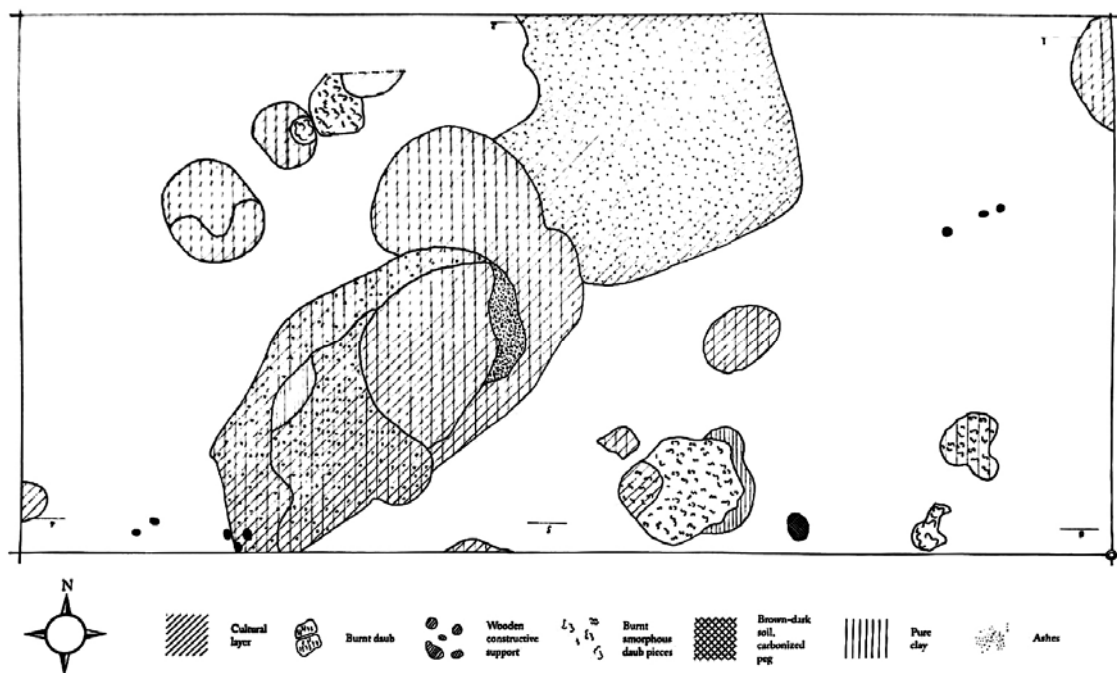 N
Cultural
layer
Burnt daub
Wooden
constructive
support
Burnt
amorphous
daub pieces
Brown-dark
soil,
carbonized
peg
Pure
clay
Ashes